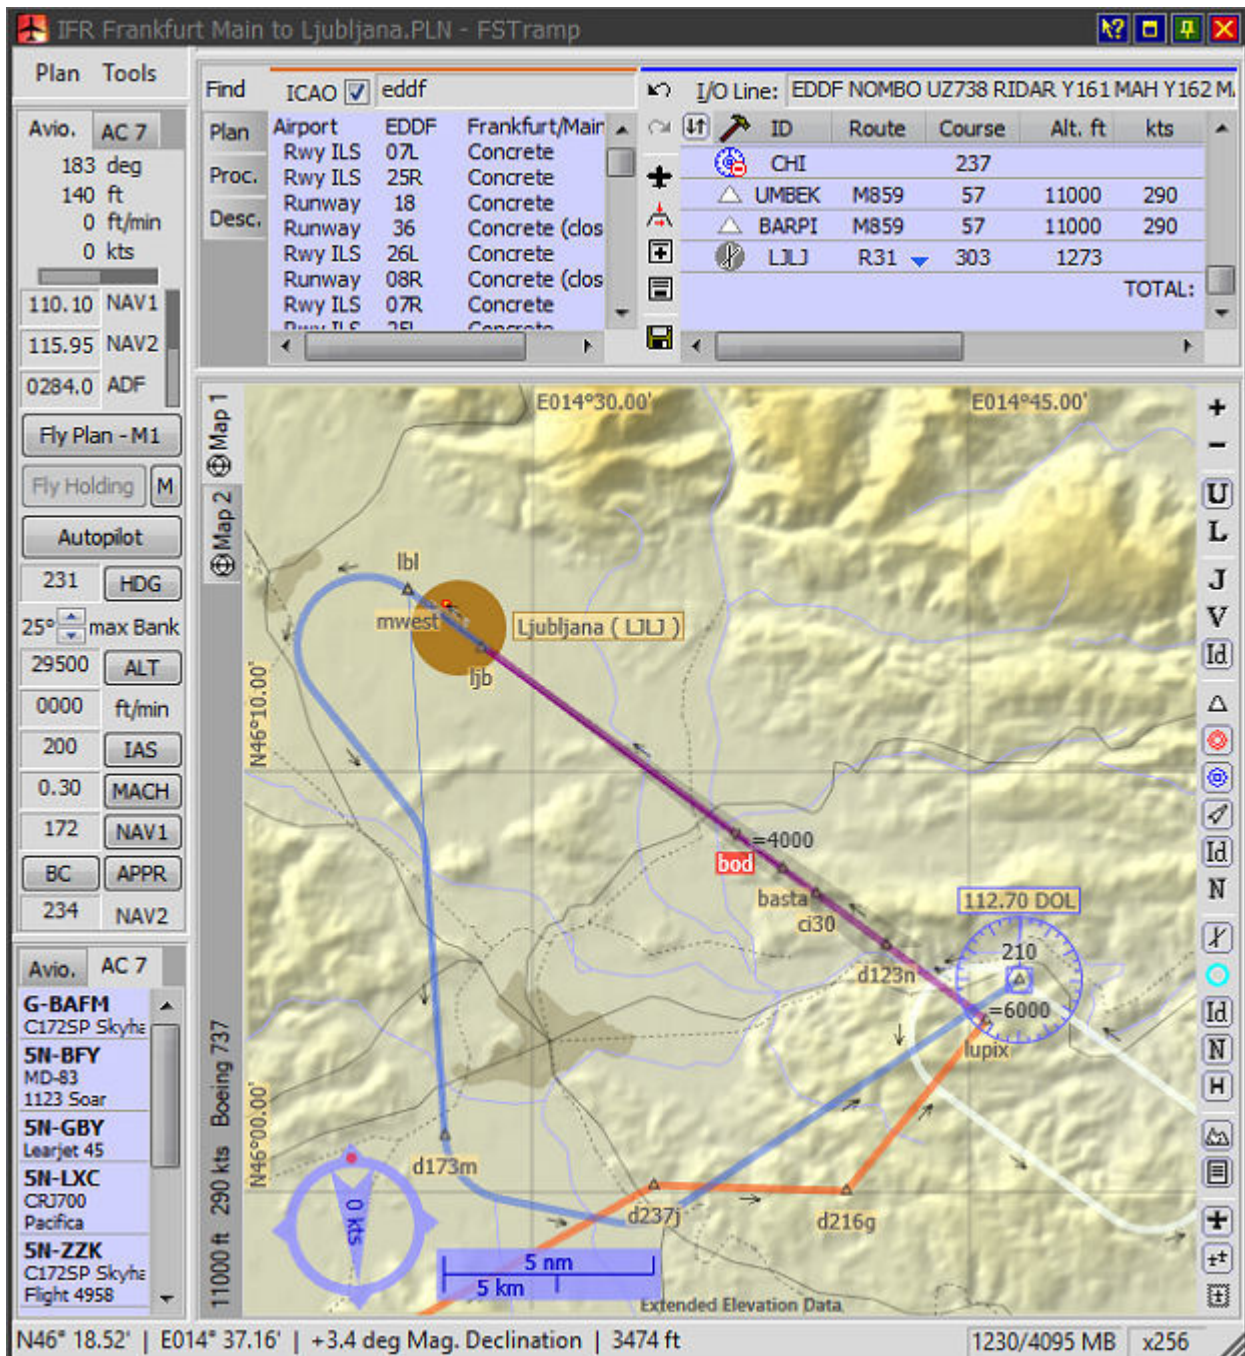 IFR Frankfurt Main to Ljubljana.PLN - FSTramp
Plan Tools
Avio. AC 7
183 deg
140 ft
0 ft/min
0 kts
110.10 NAV1
115.95 NAV2
0284.0 ADF
Fly Plan - M1
Fly Holding M
Autopilot
231 HDG
25° max Bank
29500 ALT
0000 ft/min
200 IAS
0.30 MACH
172 NAV1
BC APPR
234 NAV2
Avio. AC 7
G-BAFM
C172SP Skyha
5N-BFY
MD-83
1123 Soar
5N-GBY
Learjet 45
5N-LXC
CRJ700
Pacifica
5N-ZZK
C172SP Skyha
Flight 4958
Find ICAO eddf
Plan
Proc.
Desc.
Airport EDDF Frankfurt/Main
Rwy ILS 07L Concrete
Rwy ILS 25R Concrete
Runway 18 Concrete
Runway 36 Concrete (clos
Rwy ILS 26L Concrete
Runway 08R Concrete (clos
Rwy ILS 07R Concrete
Rwy ILS 25L Concrete
I/O Line: EDDF NOMBO UZ738 RIDAR Y161 MAH Y162 M
ID Route Course Alt. ft kts
CHI 237
UMBEK M859 57 11000 290
BARPI M859 57 11000 290
LJLJ R31 303 1273
TOTAL:
Map 1
Map 2
11000 ft 290 kts Boeing 737
E014°30.00'
E014°45.00'
N46°10.00'
N46°00.00'
lbl
mwest
Ljubljana ( LJLJ )
ljb
=4000
bod
basta
ci30
d123n
112.70 DOL
210
=6000
lupix
d173m
d237j
d216g
0 kts
5 nm
5 km
Extended Elevation Data
U
L
J
V
Id
Id
N
Id
N
H
N46° 18.52' | E014° 37.16' | +3.4 deg Mag. Declination | 3474 ft
1230/4095 MB x256